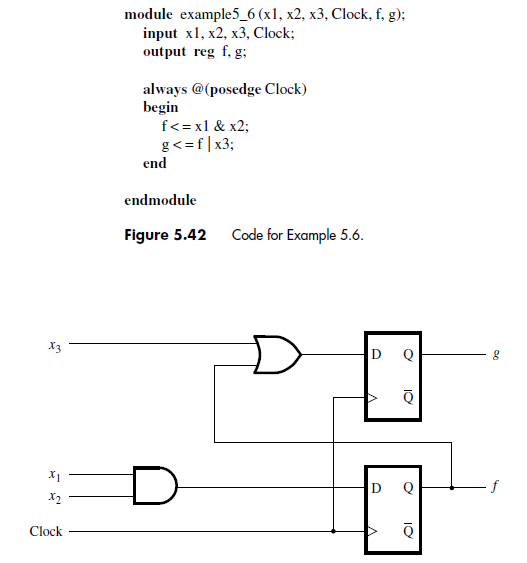 module example5_6 (x1, x2, x3, Clock, f, g);
input x1, x2, x3, Clock;
output reg f, g;
always @(posedge Clock)
begin
f <= x1 & x2;
g <= f | x3;
end
endmodule
Figure 5.42 Code for Example 5.6.
x3
D Q
g
Q̅
x1
x2
D Q
f
Clock
Q̅